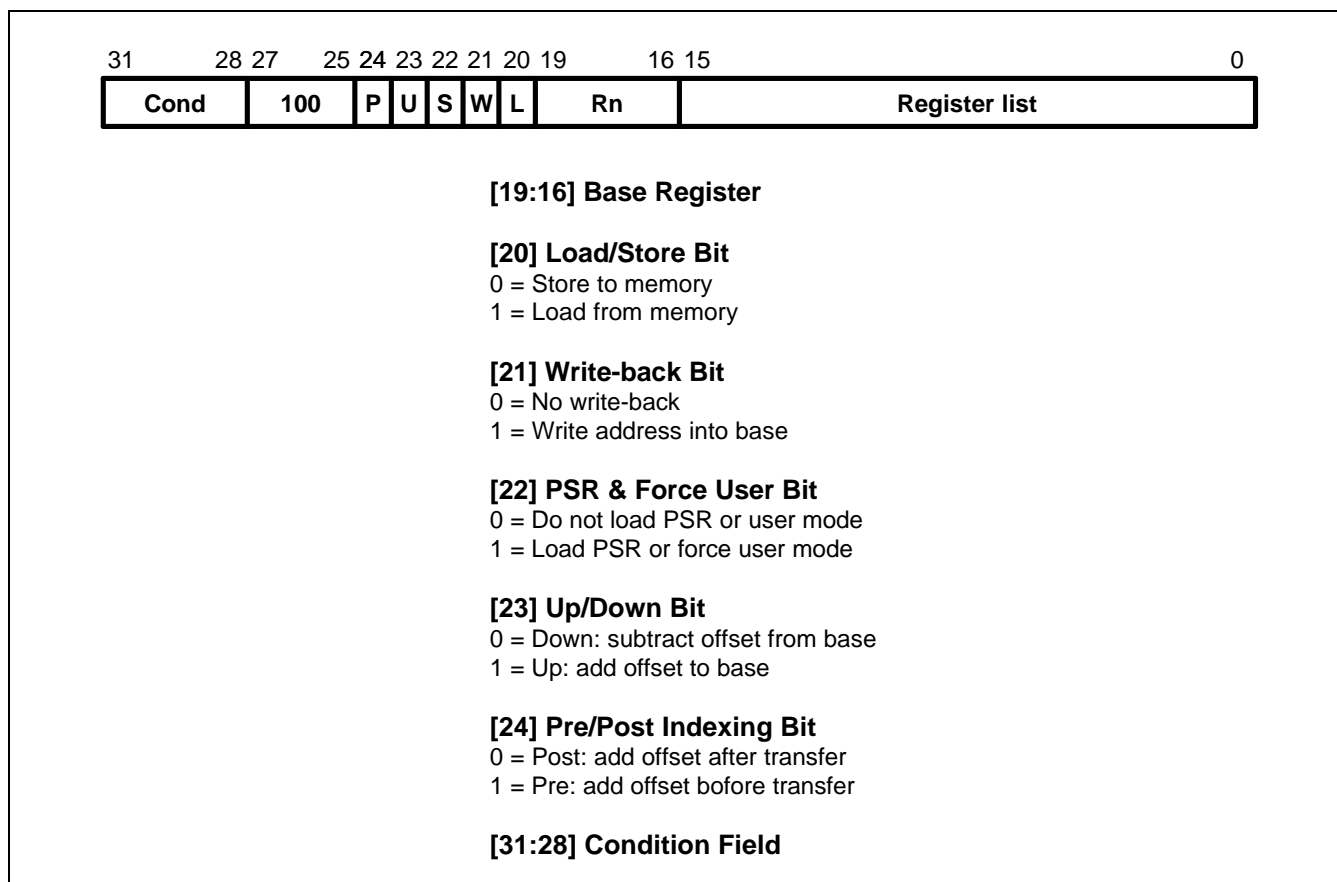 31 28 27 25 24 23 22 21 20 19 16 15 0
Cond 100 P U S W L Rn Register list
[19:16] Base Register
[20] Load/Store Bit
0 = Store to memory
1 = Load from memory
[21] Write-back Bit
0 = No write-back
1 = Write address into base
[22] PSR & Force User Bit
0 = Do not load PSR or user mode
1 = Load PSR or force user mode
[23] Up/Down Bit
0 = Down: subtract offset from base
1 = Up: add offset to base
[24] Pre/Post Indexing Bit
0 = Post: add offset after transfer
1 = Pre: add offset bofore transfer
[31:28] Condition Field